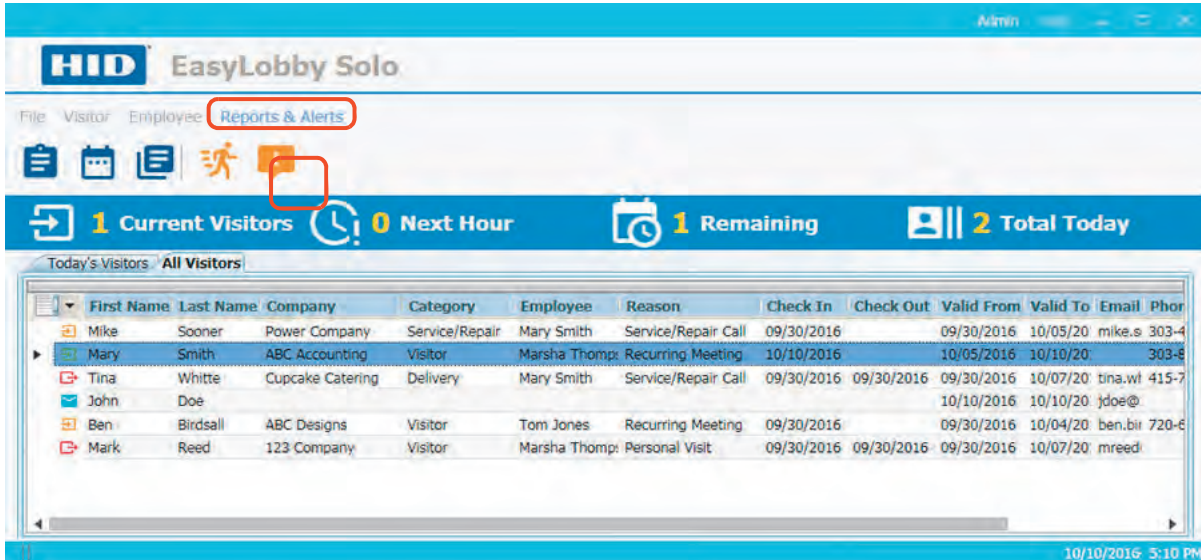 Admin
HID EasyLobby Solo
File Visitor Employee Reports & Alerts
1 Current Visitors 0 Next Hour 1 Remaining 2 Total Today
Today's Visitors All Visitors
First Name Last Name Company Category Employee Reason Check In Check Out Valid From Valid To Email Phor
Mike Sooner Power Company Service/Repair Mary Smith Service/Repair Call 09/30/2016 09/30/2016 10/05/20 mike.s 303-4
Mary Smith ABC Accounting Visitor Marsha Thomp Recurring Meeting 10/10/2016 10/05/2016 10/10/20 303-8
Tina Whitte Cupcake Catering Delivery Mary Smith Service/Repair Call 09/30/2016 09/30/2016 09/30/2016 10/07/20 tina.wh 415-7
John Doe 10/10/2016 10/10/20 jdoe@
Ben Birdsall ABC Designs Visitor Tom Jones Recurring Meeting 09/30/2016 09/30/2016 10/04/20 ben.bir 720-6
Mark Reed 123 Company Visitor Marsha Thomp Personal Visit 09/30/2016 09/30/2016 09/30/2016 10/07/20 mreed
10/10/2016 5:10 PM